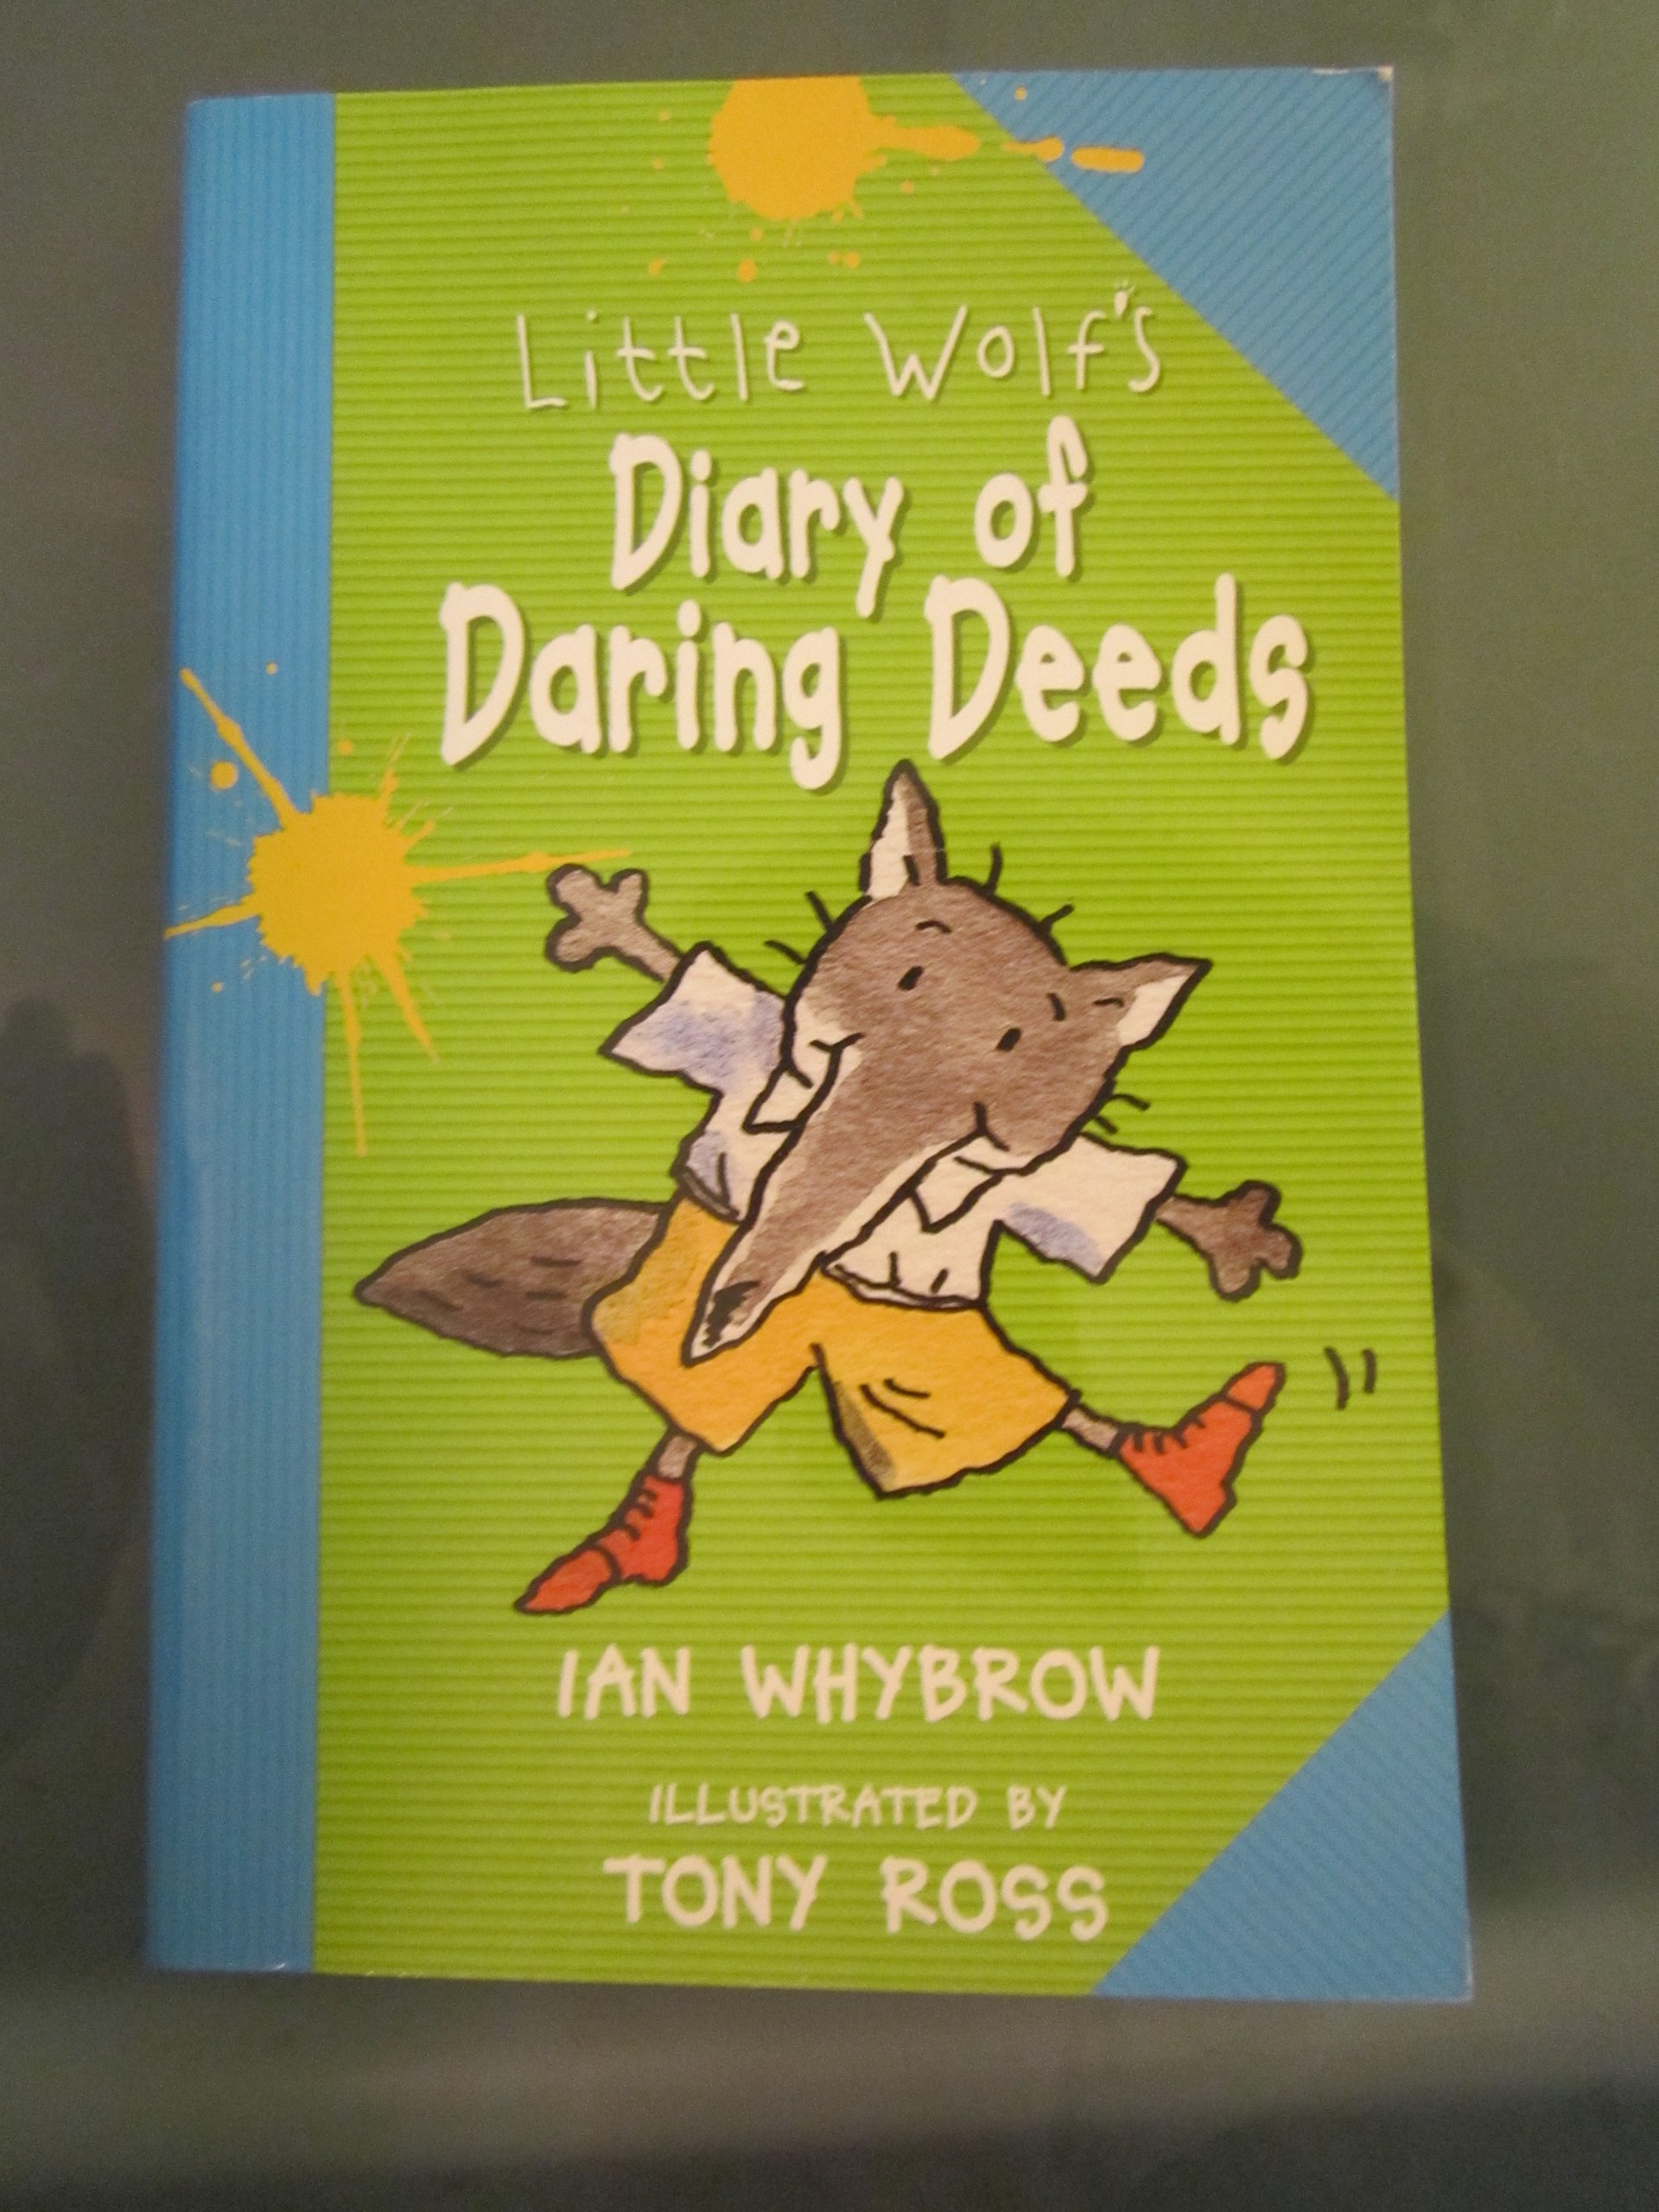 Little Wolf's
Diary of
Daring Deeds
IAN WHYBROW
ILLUSTRATED BY
TONY ROSS